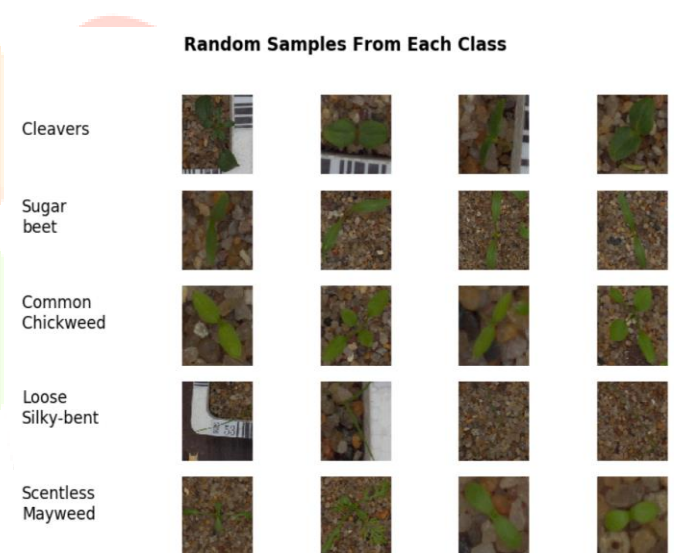 Random Samples From Each Class
Cleavers
Sugar
beet
Common
Chickweed
Loose
Silky-bent
Scentless
Mayweed